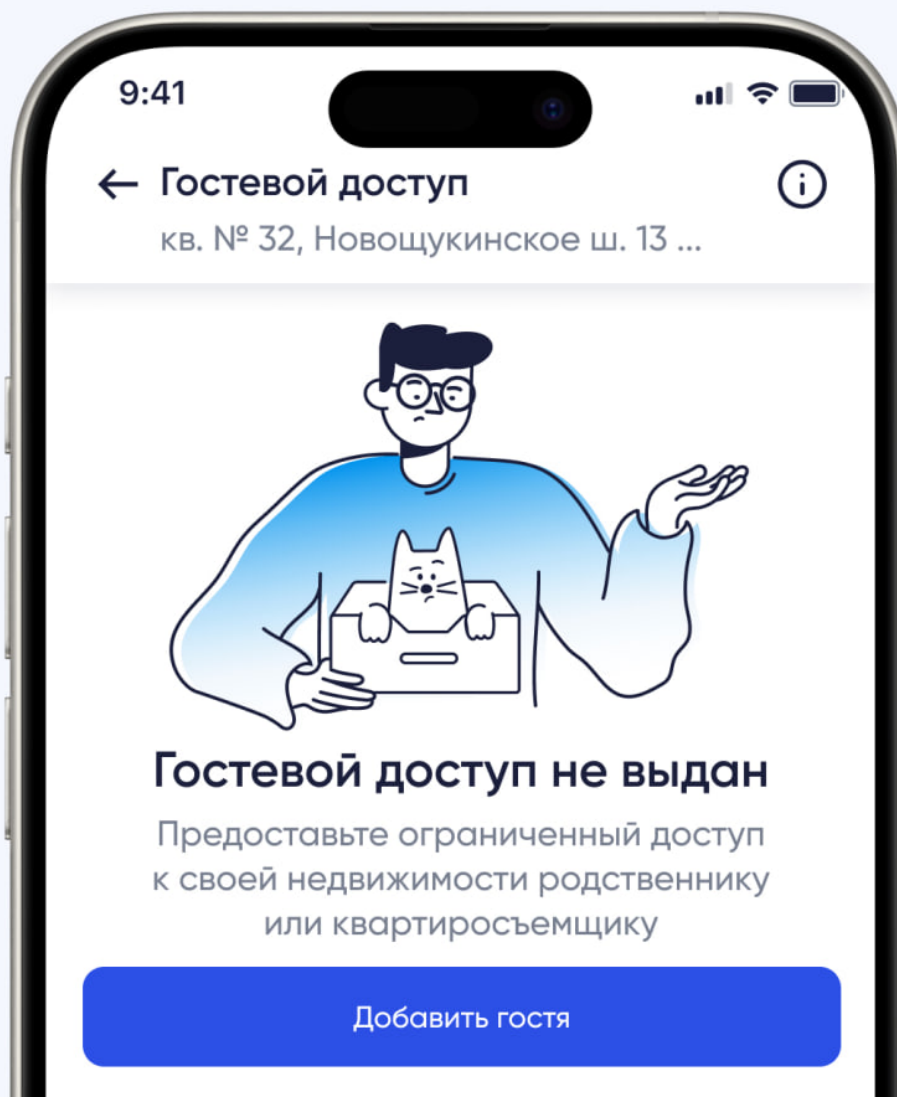 9:41
Гостевой доступ
кв. № 32, Новощукинское ш. 13 ...
Гостевой доступ не выдан
Предоставьте ограниченный доступ
к своей недвижимости родственнику
или квартиросъемщику
Добавить гостя